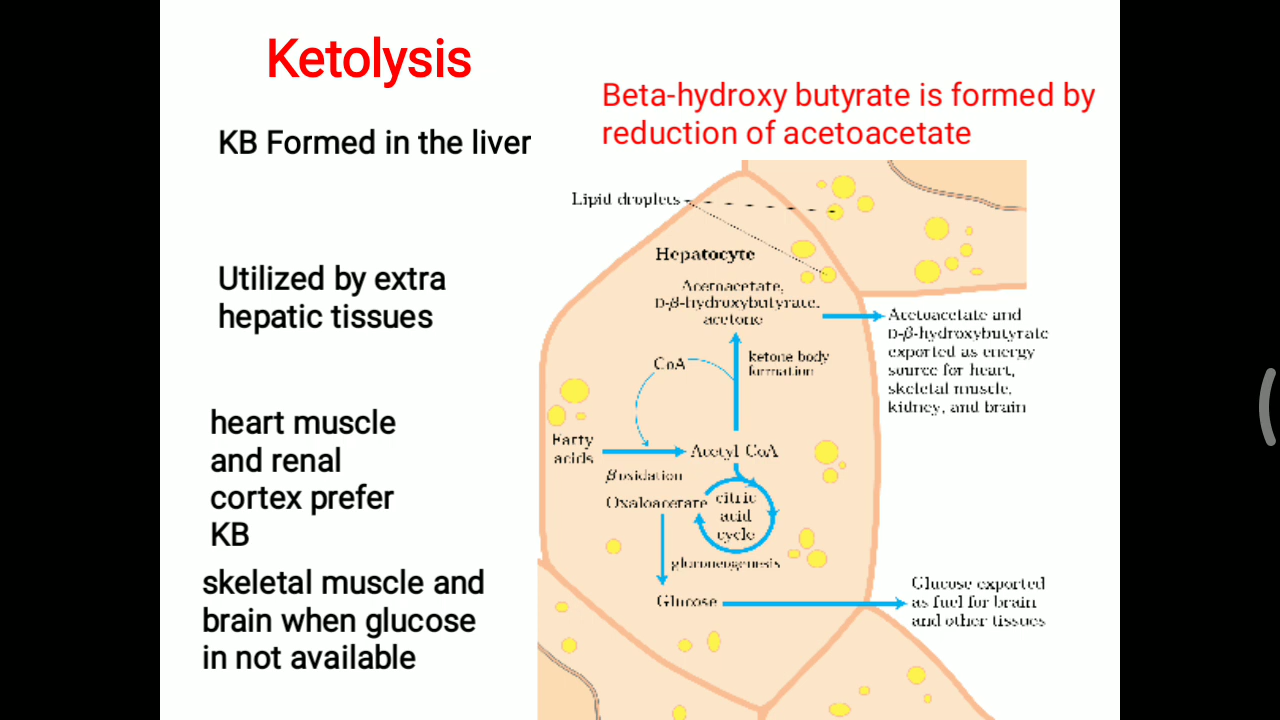 Ketolysis
Beta-hydroxy butyrate is formed by
reduction of acetoacetate
KB Formed in the liver
Utilized by extra
hepatic tissues
heart muscle
and renal
cortex prefer
KB
skeletal muscle and
brain when glucose
in not available
Lipid droplets
Hepatocyte
Acetoacetate,
D-β-hydroxybutyrate,
acetone
Acetoacetate and
D-β-hydroxybutyrate
exported as energy
source for heart,
skeletal muscle,
kidney, and brain
CoA
ketone body
formation
Fatty
acids
Acetyl CoA
β oxidation
Oxaloacetate
citric
acid
cycle
gluconeogenesis
Glucose
Glucose exported
as fuel for brain
and other tissues